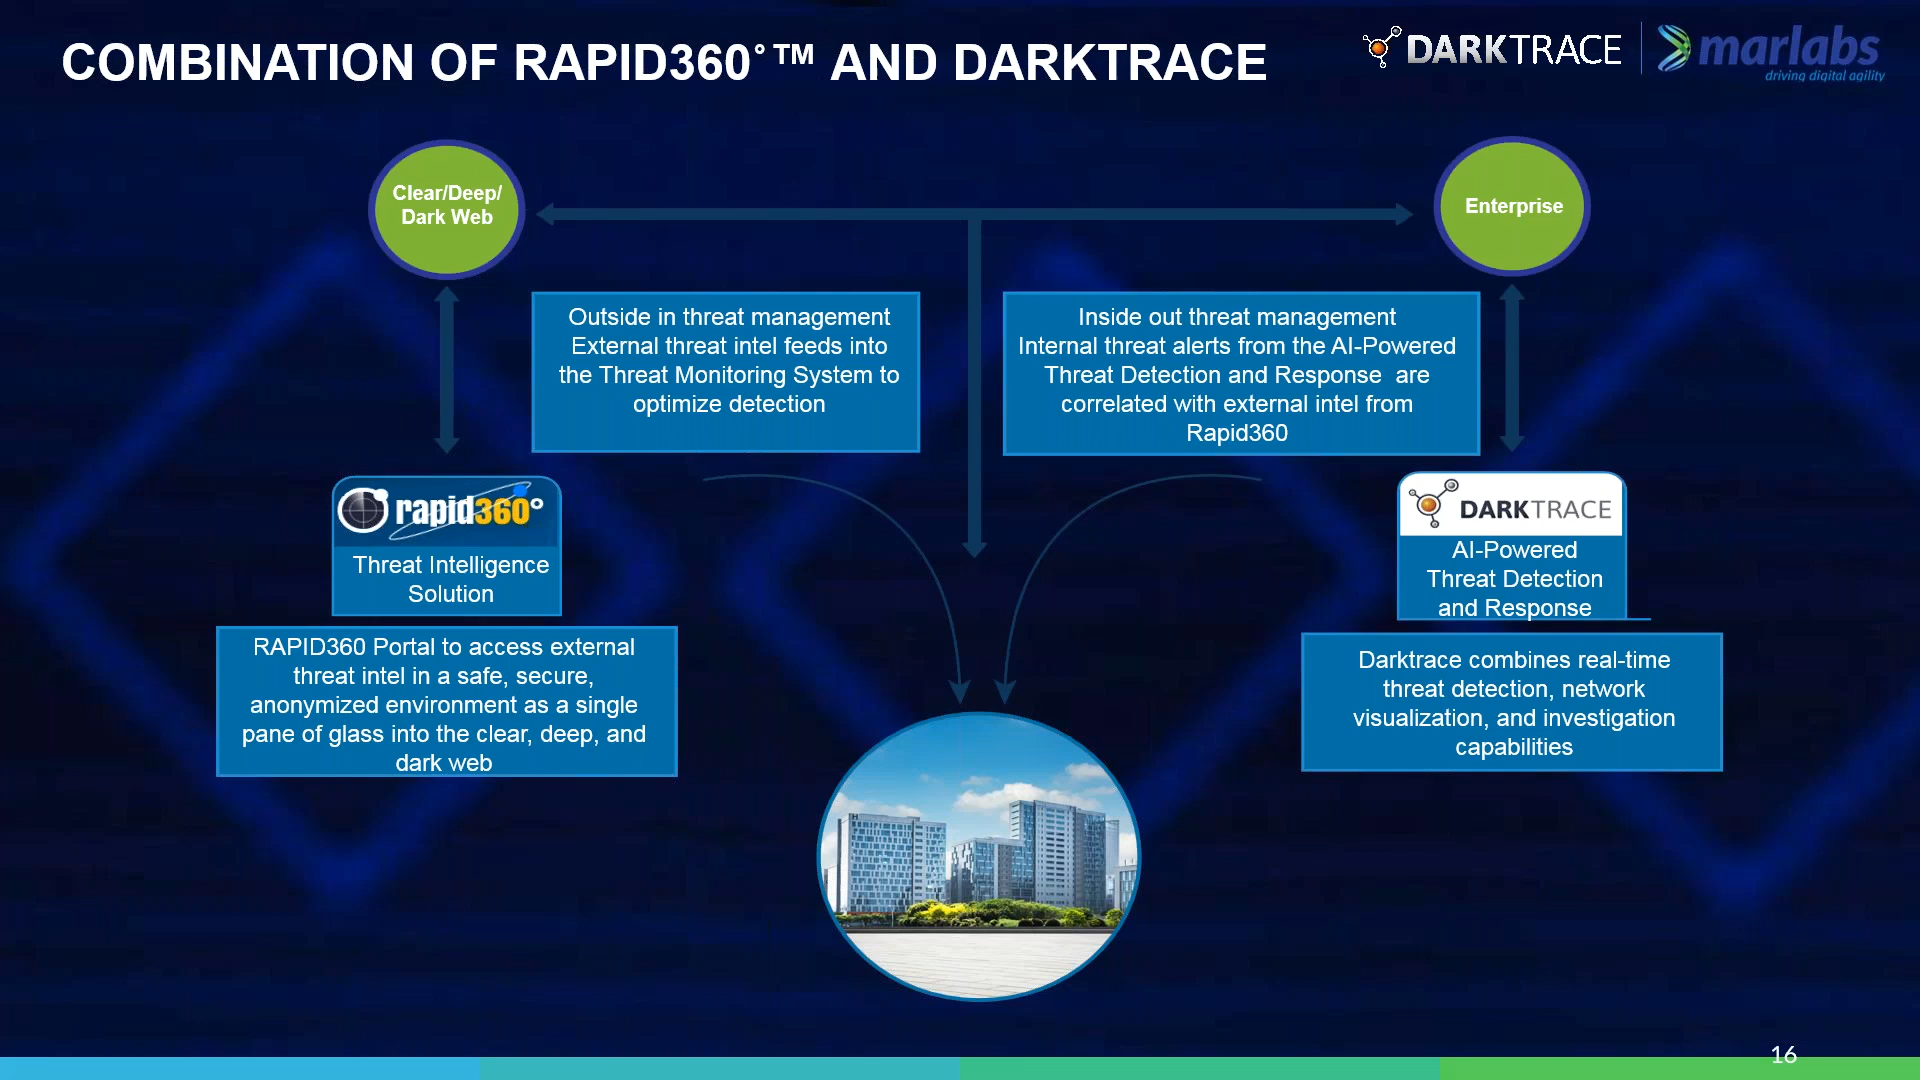 COMBINATION OF RAPID360°™ AND DARKTRACE
DARKTRACE
marlabs
driving digital agility
Clear/Deep/
Dark Web
Enterprise
Outside in threat management
External threat intel feeds into
the Threat Monitoring System to
optimize detection
Inside out threat management
Internal threat alerts from the AI-Powered
Threat Detection and Response are
correlated with external intel from
Rapid360
rapid360°
Threat Intelligence
Solution
DARKTRACE
AI-Powered
Threat Detection
and Response
RAPID360 Portal to access external
threat intel in a safe, secure,
anonymized environment as a single
pane of glass into the clear, deep, and
dark web
Darktrace combines real-time
threat detection, network
visualization, and investigation
capabilities
16